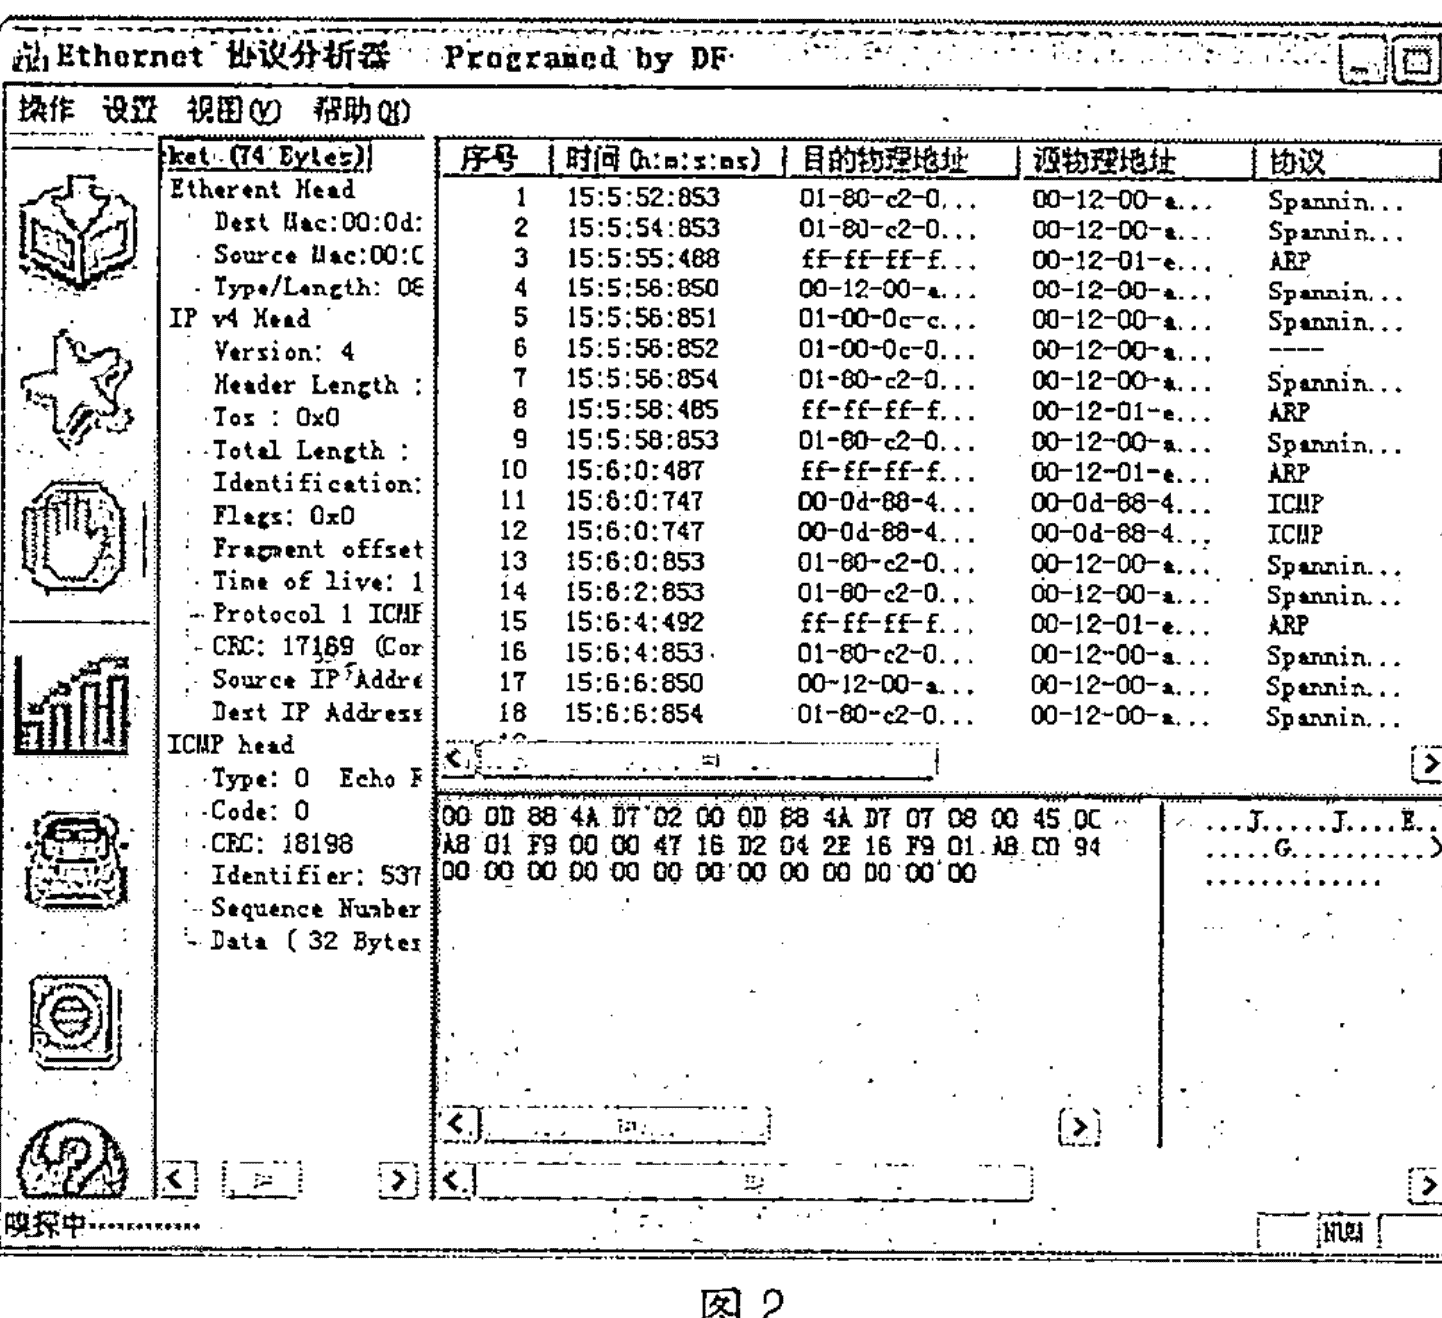 Ethernet 协议分析器 Programed by DF
操作 设置 视图(V) 帮助(H)
ket (74 Bytes)
Etherent Head
Dest Mac:00:0d:
Source Mac:00:0
Type/Length: 08
IP v4 Head
Version: 4
Header Length :
Tos : 0x0
Total Length :
Identification:
Flags: 0x0
Fragment offset
Time of live: 1
Protocol 1 ICMP
CRC: 17169 (Cor
Source IP Addre
Dest IP Address
ICMP head
Type: 0 Echo R
Code: 0
CRC: 18198
Identifier: 537
Sequence Number
Data ( 32 Bytes
序号 时间(h:m:s:ms) 目的物理地址 源物理地址 协议
1 15:5:52:853 01-80-c2-0... 00-12-00-a... Spannin...
2 15:5:54:853 01-80-c2-0... 00-12-00-a... Spannin...
3 15:5:55:488 ff-ff-ff-f... 00-12-01-e... ARP
4 15:5:56:850 00-12-00-a... 00-12-00-a... Spannin...
5 15:5:56:851 01-00-0c-c... 00-12-00-a... Spannin...
6 15:5:56:852 01-00-0c-0... 00-12-00-a... ----
7 15:5:56:854 01-80-c2-0... 00-12-00-a... Spannin...
8 15:5:58:485 ff-ff-ff-f... 00-12-01-e... ARP
9 15:5:58:853 01-80-c2-0... 00-12-00-a... Spannin...
10 15:6:0:487 ff-ff-ff-f... 00-12-01-e... ARP
11 15:6:0:747 00-0d-88-4... 00-0d-88-4... ICMP
12 15:6:0:747 00-0d-88-4... 00-0d-88-4... ICMP
13 15:6:0:853 01-80-c2-0... 00-12-00-a... Spannin...
14 15:6:2:853 01-80-c2-0... 00-12-00-a... Spannin...
15 15:6:4:492 ff-ff-ff-f... 00-12-01-e... ARP
16 15:6:4:853 01-80-c2-0... 00-12-00-a... Spannin...
17 15:6:6:850 00-12-00-a... 00-12-00-a... Spannin...
18 15:6:6:854 01-80-c2-0... 00-12-00-a... Spannin...
00 0D 88 4A D7 02 00 0D 88 4A D7 07 08 00 45 00 ...J.....J....E..
A8 01 F9 00 00 47 16 D2 04 2E 16 F9 01 A8 C0 94 .....G..........
00 00 00 00 00 00 00 00 00 00 00 00 00 .............
嗅探中............
NUM
图 2